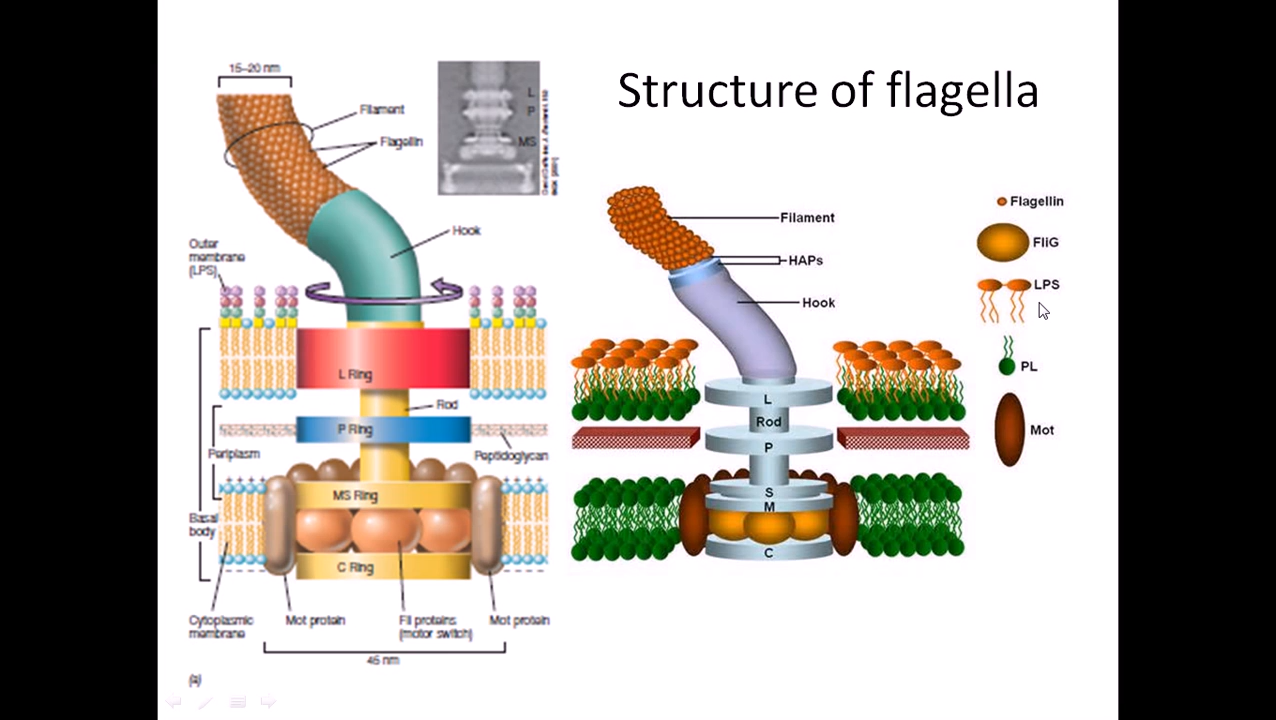 Structure of flagella
15–20 nm
Filament
Flagellin
L
P
MS
Hook
Outer
membrane
(LPS)
L Ring
Rod
P Ring
Periplasm
Peptidoglycan
MS Ring
Basal
body
C Ring
Cytoplasmic
membrane
Mot protein
Fli proteins
(motor switch)
Mot protein
45 nm
(a)
Filament
HAPs
Hook
L
Rod
P
S
M
C
Flagellin
FliG
LPS
PL
Mot